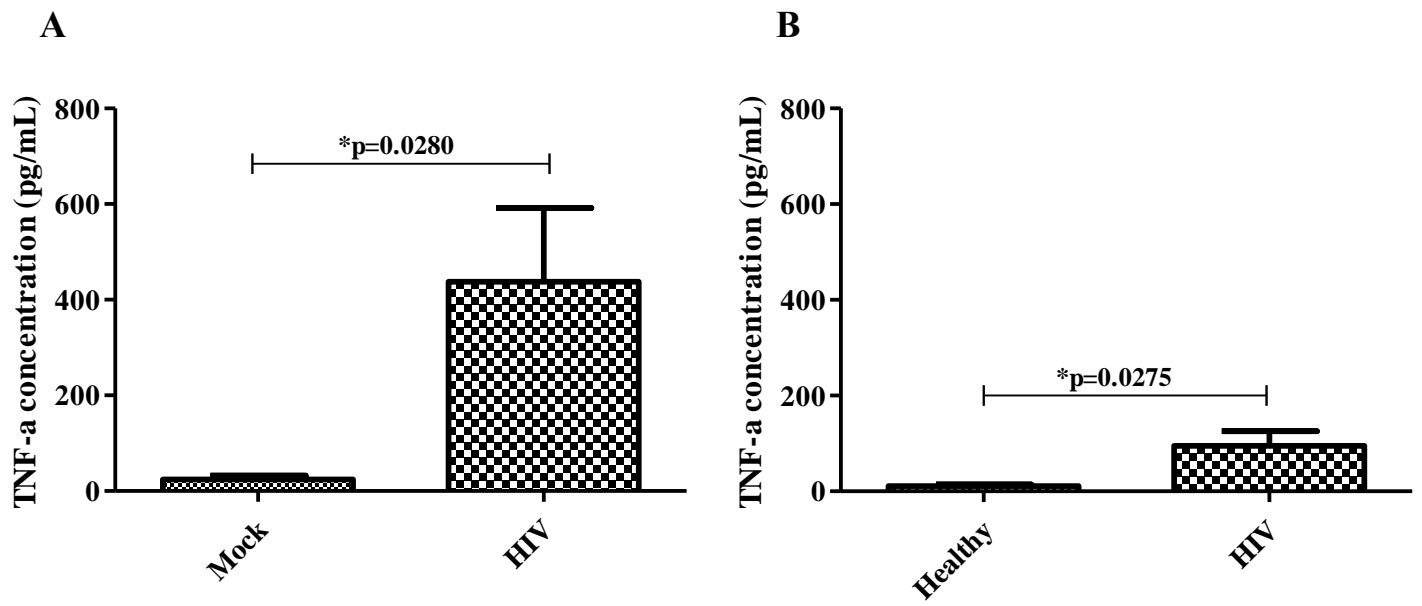 A
TNF-a concentration (pg/mL)
800
600
400
200
0
*p=0.0280
Mock
HIV
B
TNF-a concentration (pg/mL)
800
600
400
200
0
*p=0.0275
Healthy
HIV